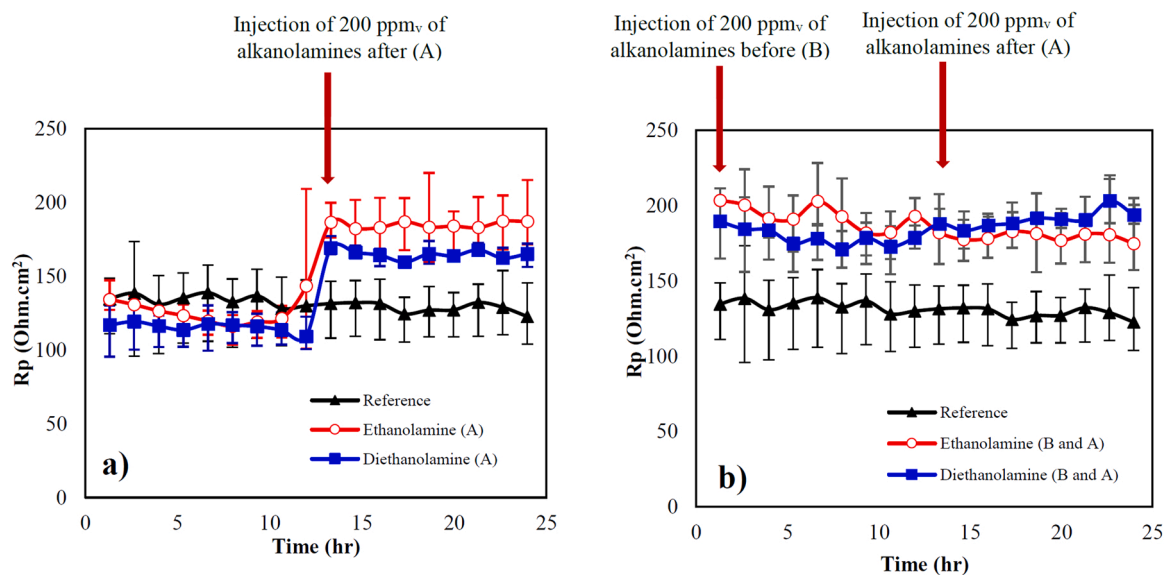 Injection of 200 ppmv of
alkanolamines after (A)
250
200
150
100
50
0
Rp (Ohm.cm²)
Reference
Ethanolamine (A)
Diethanolamine (A)
a)
0 5 10 15 20 25
Time (hr)
Injection of 200 ppmv of
alkanolamines before (B)
Injection of 200 ppmv of
alkanolamines after (A)
250
200
150
100
50
0
Rp (Ohm.cm²)
Reference
Ethanolamine (B and A)
Diethanolamine (B and A)
b)
0 5 10 15 20 25
Time (hr)